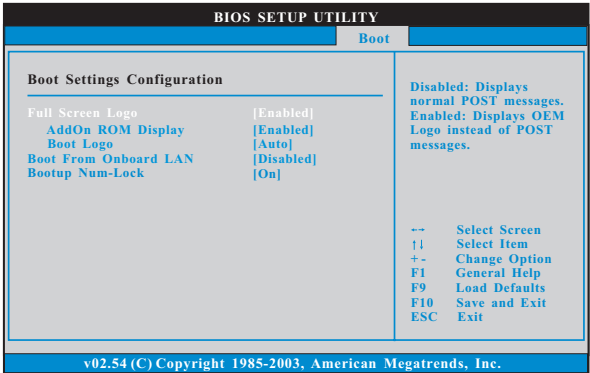 BIOS SETUP UTILITY
Boot
Boot Settings Configuration
Full Screen Logo [Enabled]
AddOn ROM Display [Enabled]
Boot Logo [Auto]
Boot From Onboard LAN [Disabled]
Bootup Num-Lock [On]
Disabled: Displays
normal POST messages.
Enabled: Displays OEM
Logo instead of POST
messages.
←→ Select Screen
↑↓ Select Item
+ - Change Option
F1 General Help
F9 Load Defaults
F10 Save and Exit
ESC Exit
v02.54 (C) Copyright 1985-2003, American Megatrends, Inc.